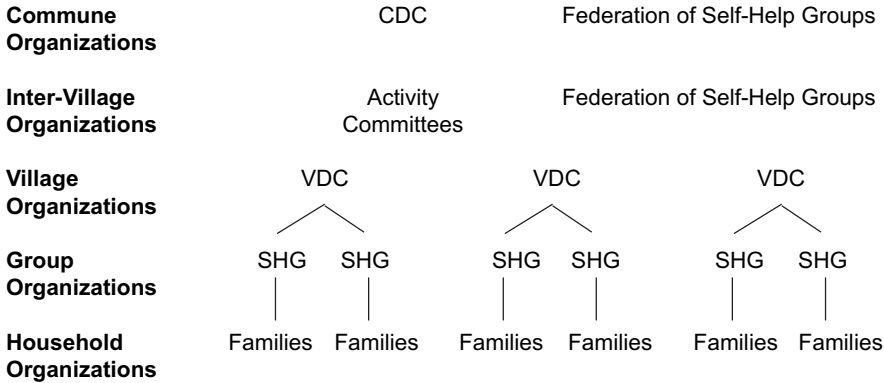 Commune CDC Federation of Self-Help Groups
Organizations
Inter-Village Activity Federation of Self-Help Groups
Organizations Committees
Village VDC VDC VDC
Organizations
Group SHG SHG SHG SHG SHG SHG
Organizations
Household Families Families Families Families Families Families
Organizations